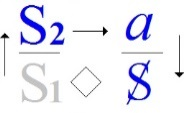 ↑ S₂ → a ↓
S₁ ◇ $